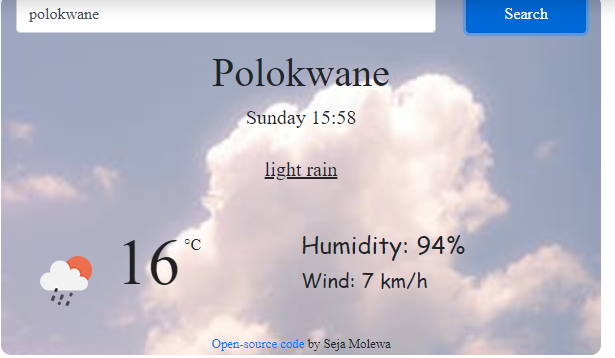 polokwane
Search
Polokwane
Sunday 15:58
light rain
16 °C
Humidity: 94%
Wind: 7 km/h
Open-source code by Seja Molewa